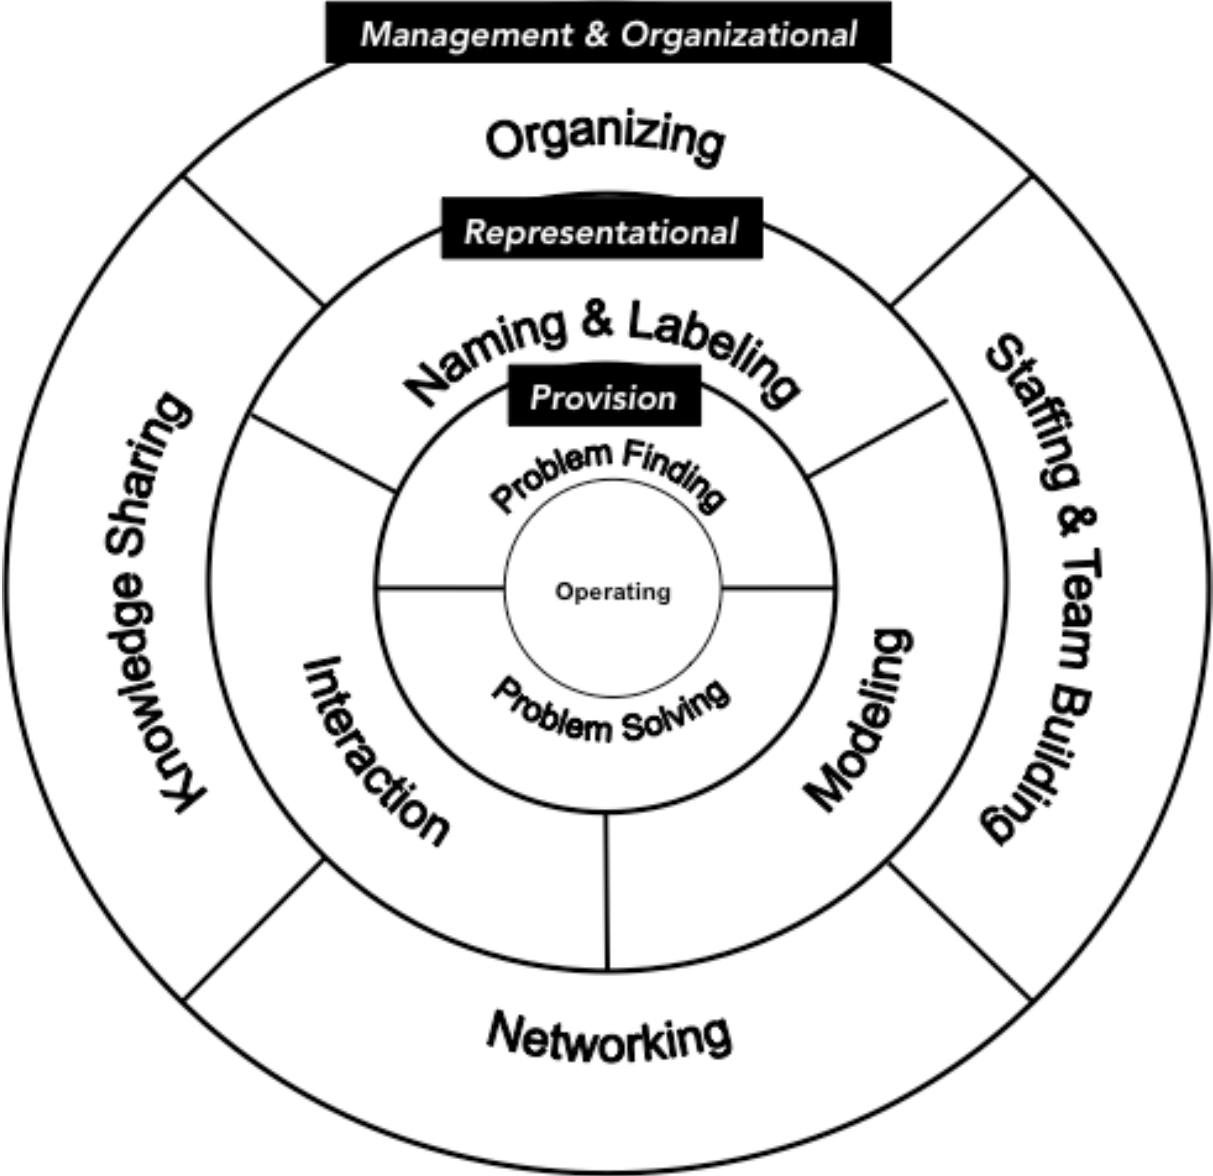 Management & Organizational
Organizing
Representational
Naming & Labeling
Provision
Problem Finding
Operating
Problem Solving
Knowledge Sharing
Staffing & Team Building
Interaction
Modeling
Networking